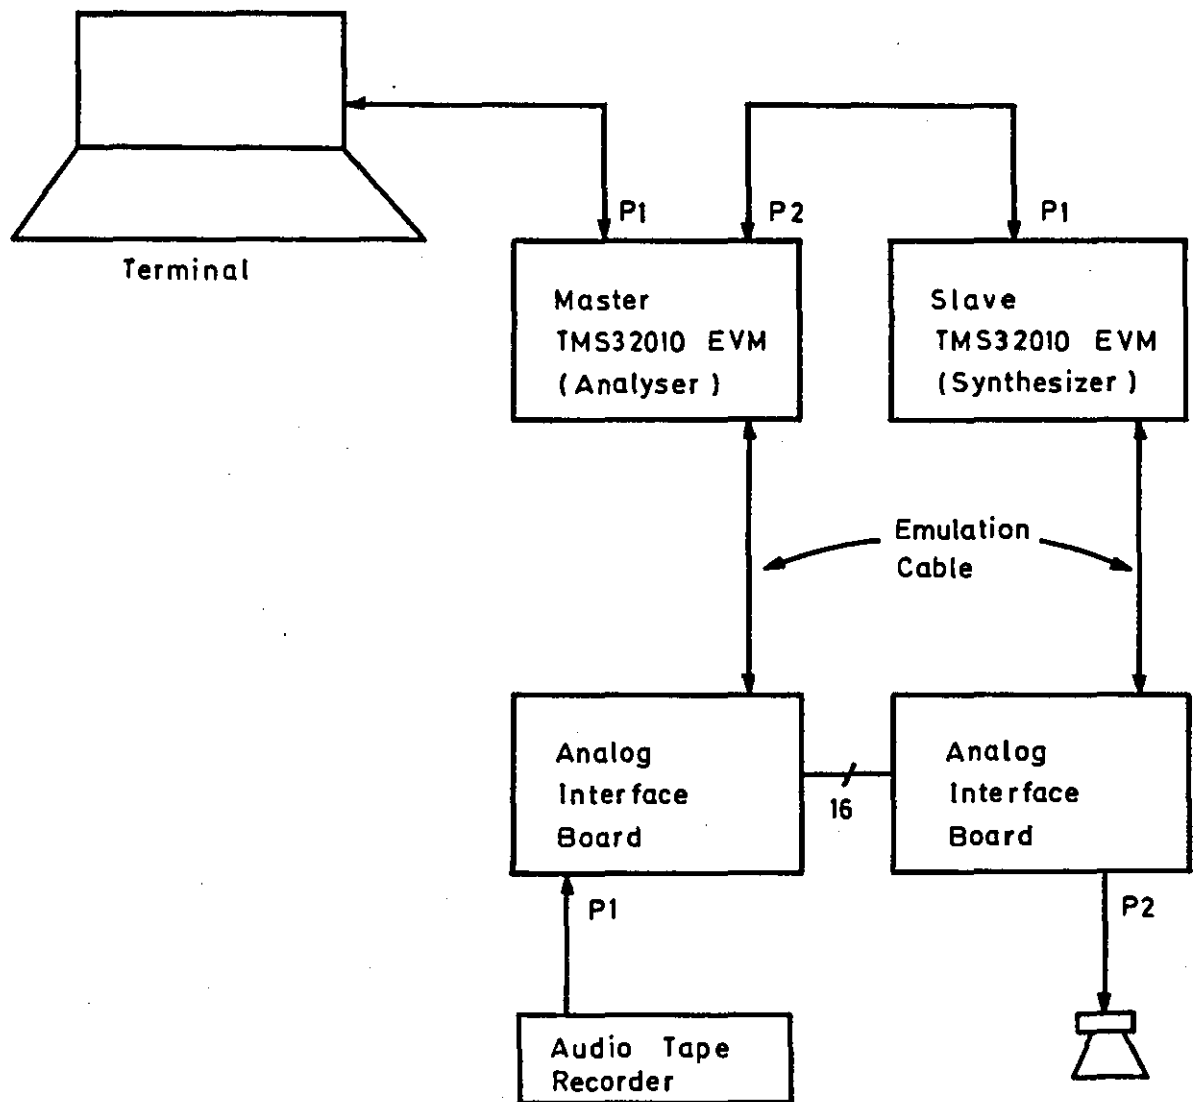 P1
P2
P1
Terminal
Master
TMS32010 EVM
(Analyser)
Slave
TMS32010 EVM
(Synthesizer)
Emulation
Cable
Analog
Interface
Board
16
Analog
Interface
Board
P1
P2
Audio Tape
Recorder